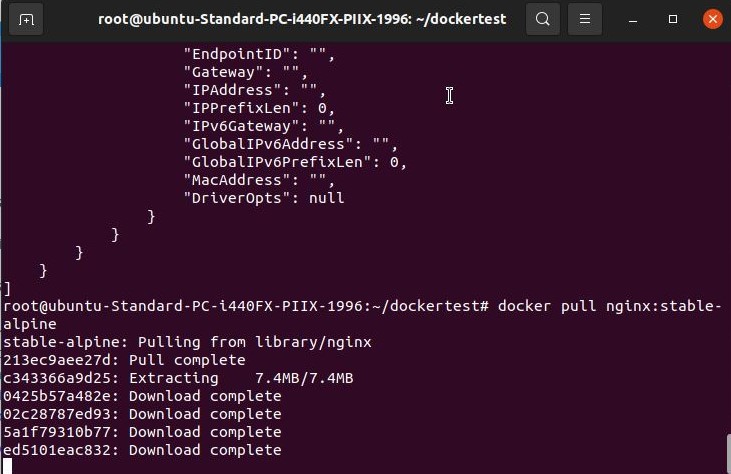 root@ubuntu-Standard-PC-i440FX-PIIX-1996: ~/dockertest
"EndpointID": "",
"Gateway": "",
"IPAddress": "",
"IPPrefixLen": 0,
"IPv6Gateway": "",
"GlobalIPv6Address": "",
"GlobalIPv6PrefixLen": 0,
"MacAddress": "",
"DriverOpts": null
}
}
}
}
]
root@ubuntu-Standard-PC-i440FX-PIIX-1996:~/dockertest# docker pull nginx:stable-
alpine
stable-alpine: Pulling from library/nginx
213ec9aee27d: Pull complete
c343366a9d25: Extracting    7.4MB/7.4MB
0425b57a482e: Download complete
02c28787ed93: Download complete
5a1f79310b77: Download complete
ed5101eac832: Download complete